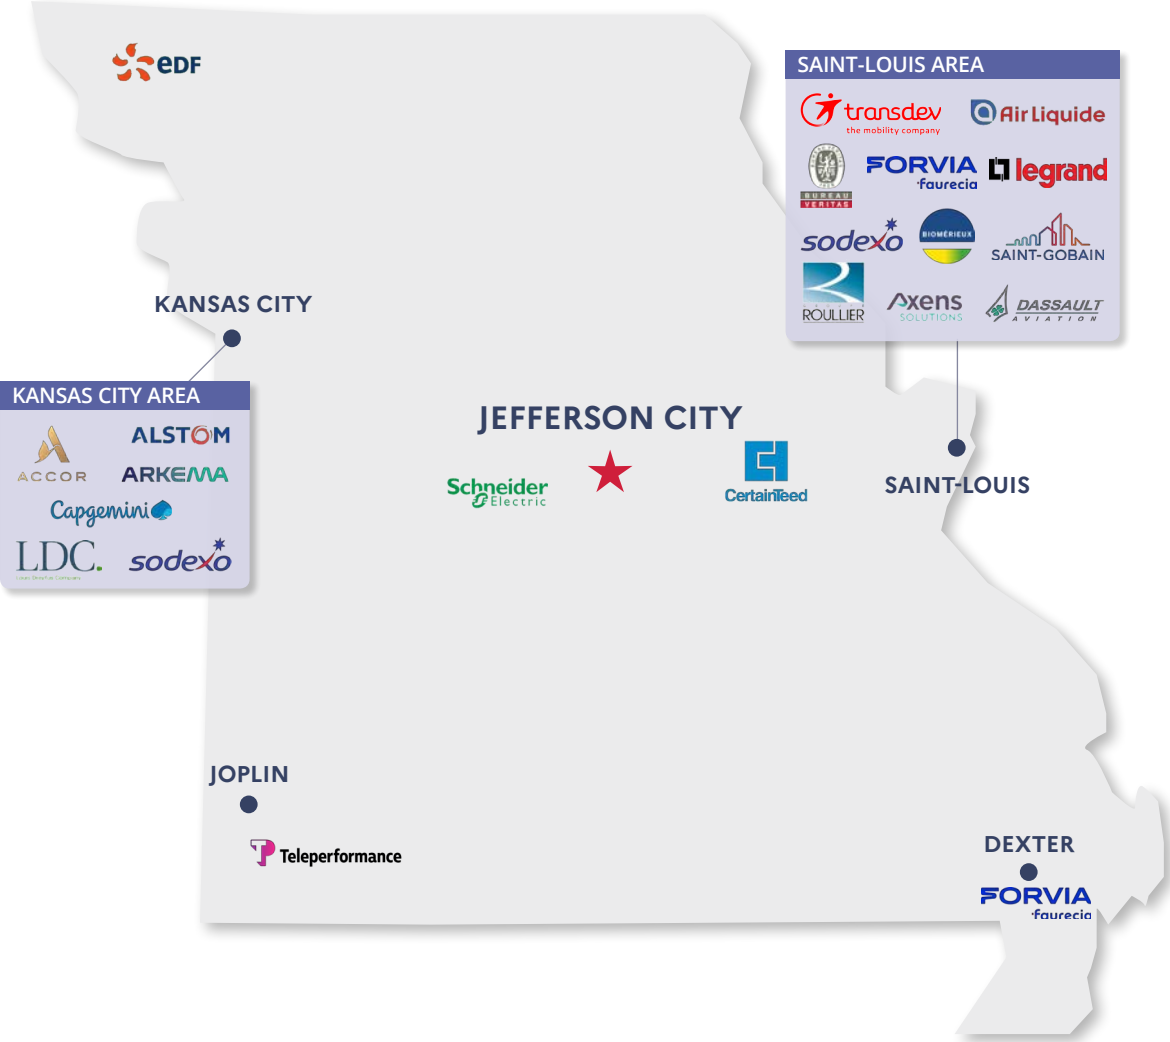 eDF
SAINT-LOUIS AREA
transdev
the mobility company
Air Liquide
BUREAU
VERITAS
FORVIA
faurecia
legrand
sodexo
BIOMÉRIEUX
SAINT-GOBAIN
ROULLIER
Axens
SOLUTIONS
DASSAULT
AVIATION
KANSAS CITY
KANSAS CITY AREA
ACCOR
ALSTOM
ARKEMA
Capgemini
LDC.
sodexo
JEFFERSON CITY
Schneider
Electric
CertainTeed
SAINT-LOUIS
JOPLIN
Teleperformance
DEXTER
FORVIA
faurecia